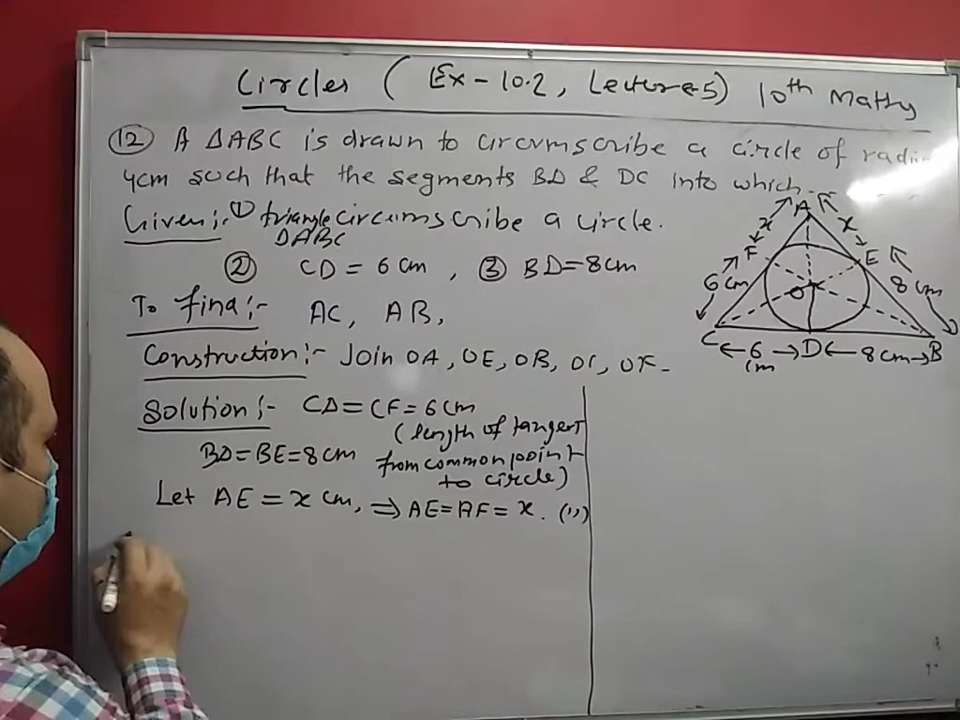 Circles ( Ex - 10.2, Lecture-5) 10th Maths
(12) A ΔABC is drawn to circumscribe a circle of radi
4cm such that the segments BD & DC into which -
Given:- (1) triangle circumscribe a circle.
ΔABC
(2) CD = 6 cm , (3) BD = 8cm
To find :- AC, AB,
Construction :- Join OA, OE, OB, OC, OF -
Solution :- CD = CF = 6 cm
(length of tangent
BD = BE = 8 cm from common point
to circle)
Let AE = x cm, ⇒ AE = AF = x. (,,)
A
x x
F E
6 cm 8 cm
O
C D B
6 cm 8 cm